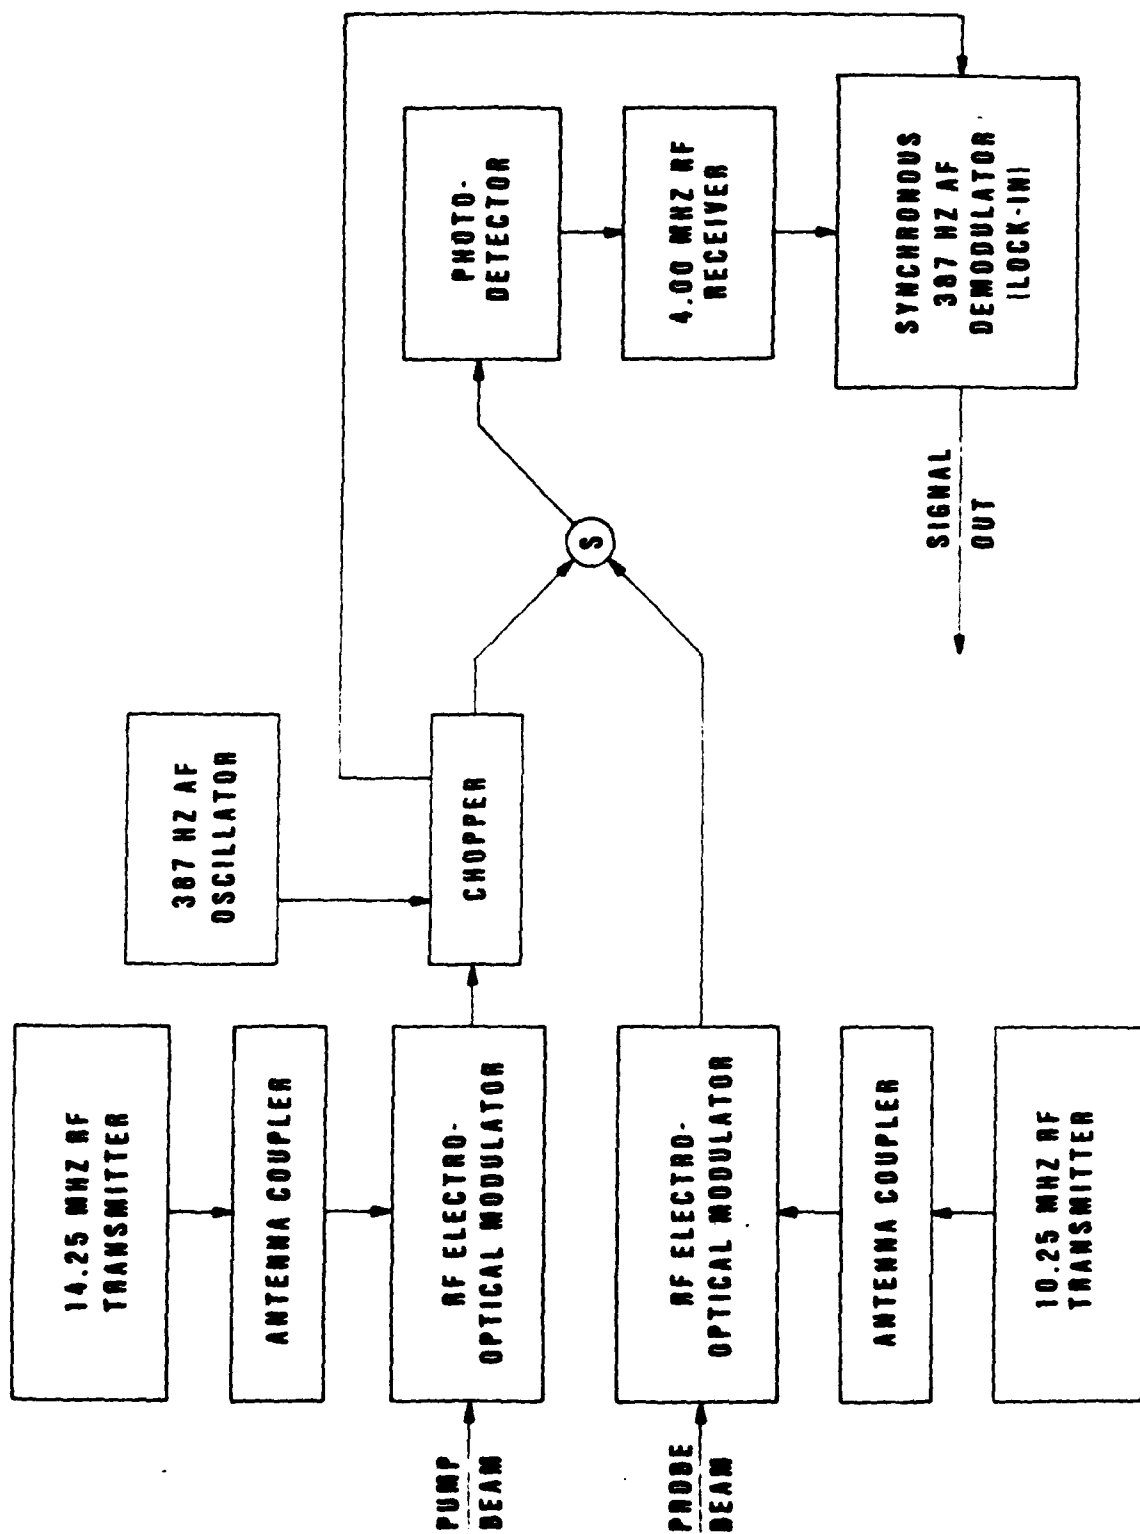 14.25 MHZ RF
TRANSMITTER
ANTENNA COUPLER
RF ELECTRO-
OPTICAL MODULATOR
PUMP
BEAM
387 HZ AF
OSCILLATOR
CHOPPER
PROBE
BEAM
RF ELECTRO-
OPTICAL MODULATOR
ANTENNA COUPLER
10.25 MHZ RF
TRANSMITTER
S
PHOTO-
DETECTOR
4.00 MHZ RF
RECEIVER
SYNCHRONOUS
387 HZ AF
DEMODULATOR
(LOCK-IN)
SIGNAL
OUT